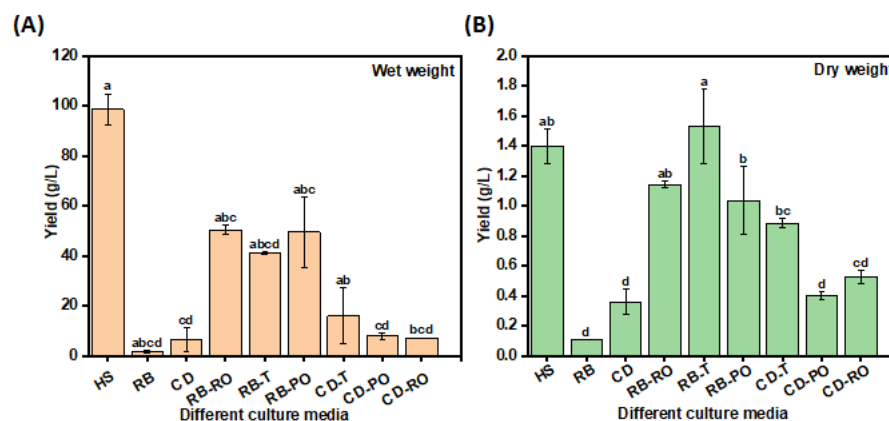 (A)
Wet weight
Yield (g/L)
120
100
80
60
40
20
0
a
abcd
cd
abc
abcd
abc
ab
cd
bcd
HS
RB
CD
RB-RO
RB-T
RB-PO
CD-T
CD-PO
CD-RO
Different culture media
(B)
Dry weight
Yield (g/L)
2.0
1.8
1.6
1.4
1.2
1.0
0.8
0.6
0.4
0.2
0.0
ab
d
d
ab
a
b
bc
d
cd
HS
RB
CD
RB-RO
RB-T
RB-PO
CD-T
CD-PO
CD-RO
Different culture media